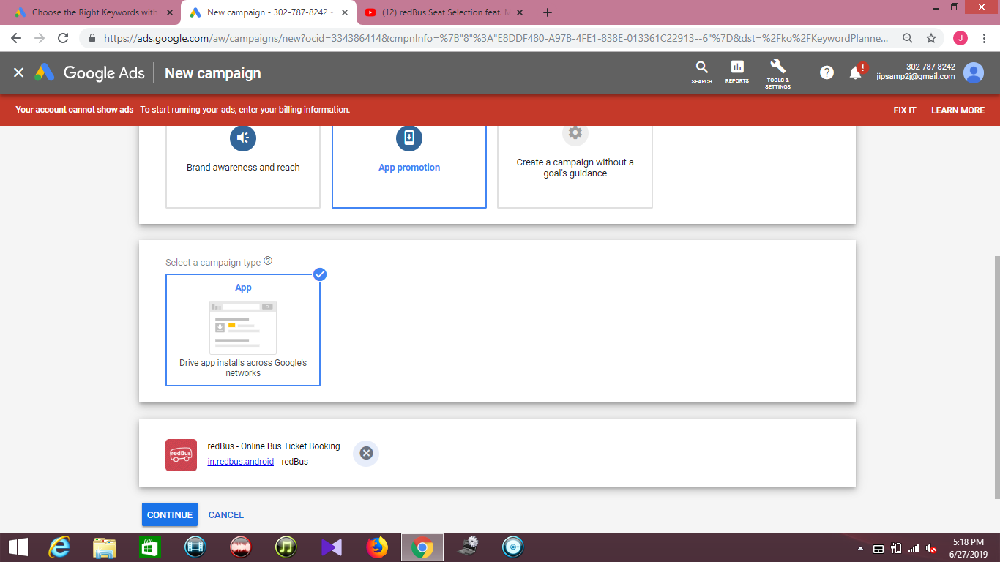 Choose the Right Keywords with
New campaign - 302-787-8242 -
(12) redBus Seat Selection feat.
https://ads.google.com/aw/campaigns/new?ocid=334386414&cmpnInfo=%7B"8"%3A"E8DDF480-A97B-4FE1-838E-013361C22913--6"%7D&dst=%2Fko%2FKeywordPlanne...
J
Google Ads
New campaign
SEARCH
REPORTS
TOOLS &
SETTINGS
?
!
302-787-8242
jipsamp2j@gmail.com
Your account cannot show ads - To start running your ads, enter your billing information.
FIX IT
LEARN MORE
Brand awareness and reach
App promotion
Create a campaign without a
goal's guidance
Select a campaign type ?
App
Drive app installs across Google's
networks
redBus
redBus - Online Bus Ticket Booking
in.redbus.android - redBus
CONTINUE
CANCEL
5:18 PM
6/27/2019